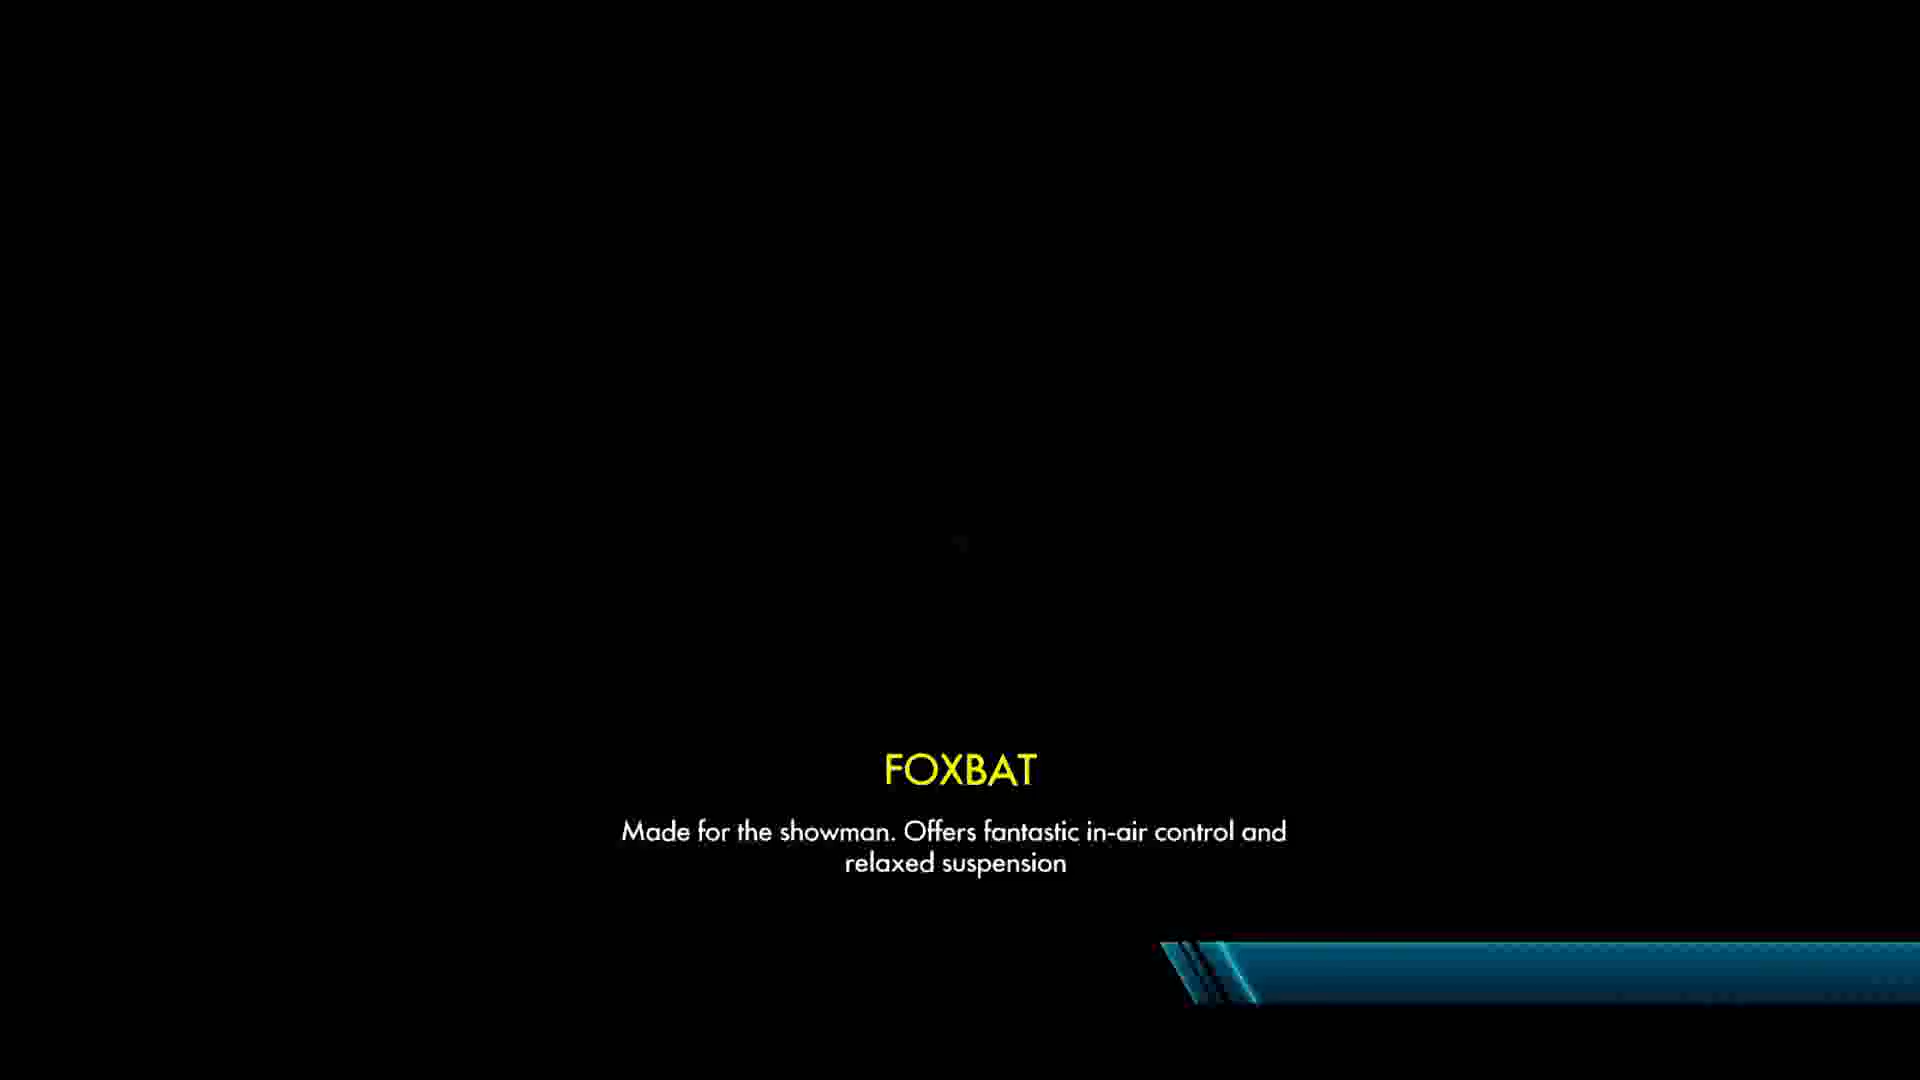 FOXBAT
Made for the showman. Offers fantastic in-air control and
relaxed suspension